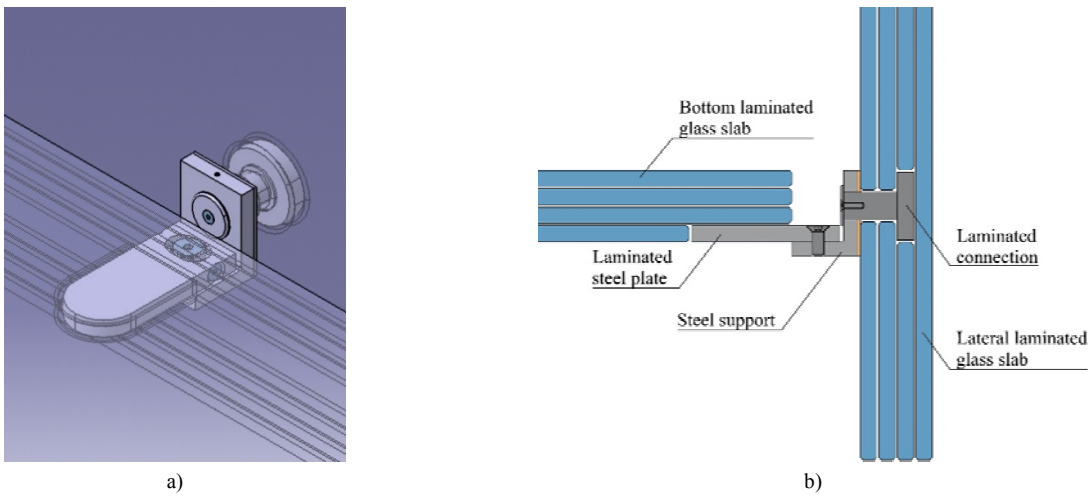 Bottom laminated
glass slab
Laminated
steel plate
Steel support
Laminated
connection
Lateral laminated
glass slab
a)
b)